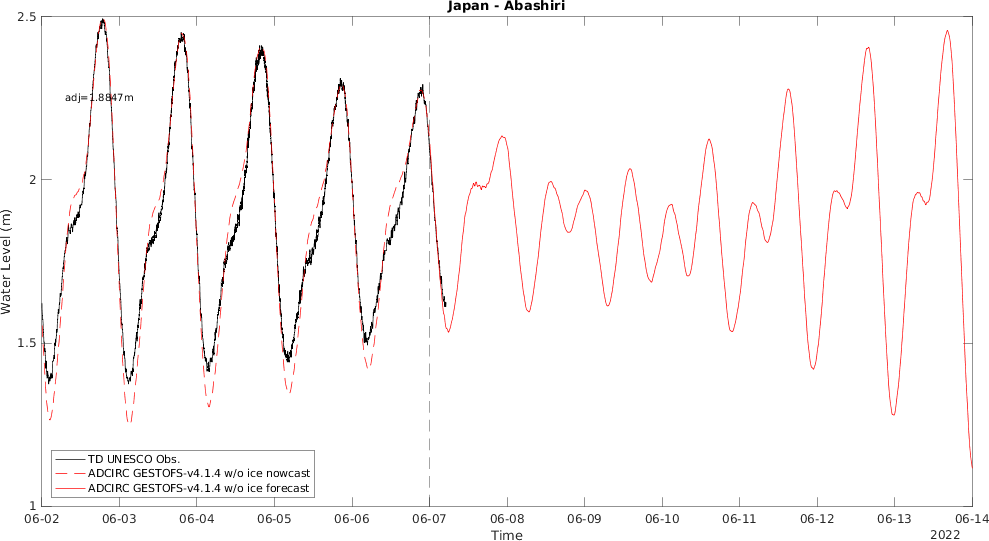 Japan - Abashiri
2.5
adj=1.8847m
2
Water Level (m)
1.5
TD UNESCO Obs.
ADCIRC GESTOFS-v4.1.4 w/o ice nowcast
ADCIRC GESTOFS-v4.1.4 w/o ice forecast
1
06-02 06-03 06-04 06-05 06-06 06-07 06-08 06-09 06-10 06-11 06-12 06-13 06-14
Time
2022